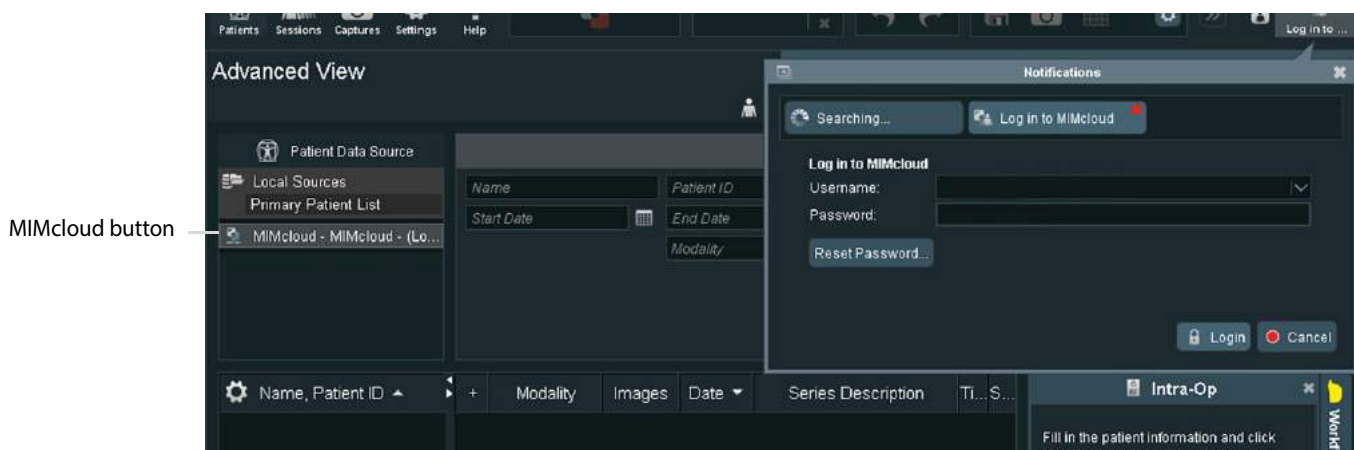 Patients Sessions Captures Settings Help
Log in to ...
Advanced View
Notifications
Searching...
Log in to MIMcloud
Patient Data Source
Local Sources
Primary Patient List
MIMcloud - MIMcloud - (Lo...
MIMcloud button
Name
Patient ID
Start Date
End Date
Modality
Log in to MIMcloud
Username:
Password:
Reset Password...
Login
Cancel
Name, Patient ID
+ Modality Images Date Series Description Ti... S...
Intra-Op
Fill in the patient information and click